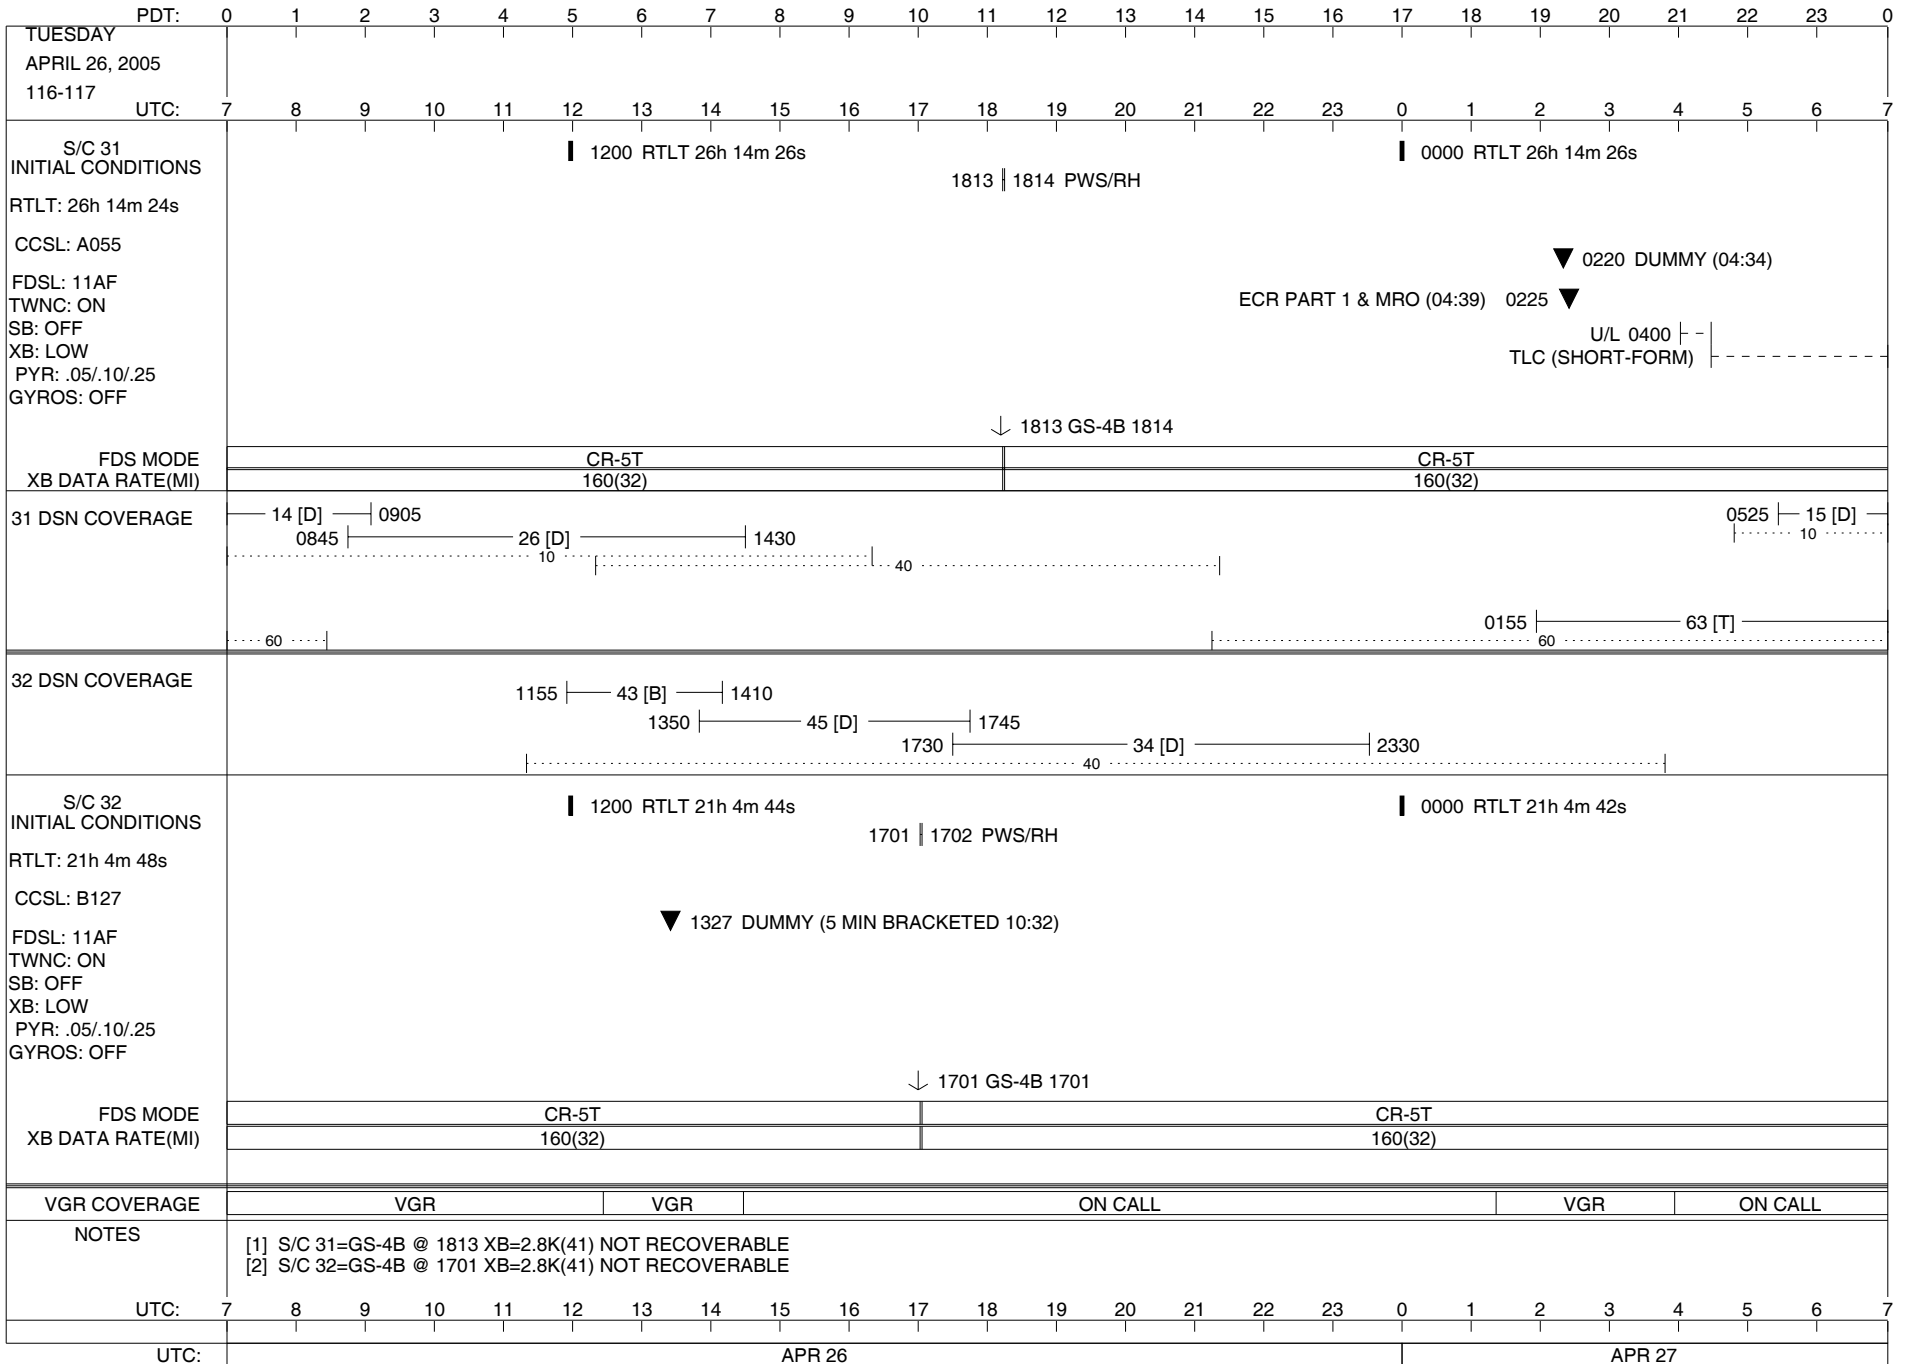 PDT: 0 1 2 3 4 5 6 7 8 9 10 11 12 13 14 15 16 17 18 19 20 21 22 23 0
TUESDAY
APRIL 26, 2005
116-117
UTC: 7 8 9 10 11 12 13 14 15 16 17 18 19 20 21 22 23 0 1 2 3 4 5 6 7
S/C 31
INITIAL CONDITIONS
RTLT: 26h 14m 24s
CCSL: A055
FDSL: 11AF
TWNC: ON
SB: OFF
XB: LOW
PYR: .05/.10/.25
GYROS: OFF
1200 RTLT 26h 14m 26s
0000 RTLT 26h 14m 26s
1813 1814 PWS/RH
0220 DUMMY (04:34)
ECR PART 1 & MRO (04:39) 0225
U/L 0400
TLC (SHORT-FORM)
1813 GS-4B 1814
FDS MODE CR-5T CR-5T
XB DATA RATE(MI) 160(32) 160(32)
31 DSN COVERAGE
14 [D] 0905
0525 15 [D]
0845 26 [D] 1430
10
10
40
0155 63 [T]
60
60
32 DSN COVERAGE
1155 43 [B] 1410
1350 45 [D] 1745
1730 34 [D] 2330
40
S/C 32
INITIAL CONDITIONS
RTLT: 21h 4m 48s
CCSL: B127
FDSL: 11AF
TWNC: ON
SB: OFF
XB: LOW
PYR: .05/.10/.25
GYROS: OFF
1200 RTLT 21h 4m 44s
0000 RTLT 21h 4m 42s
1701 1702 PWS/RH
1327 DUMMY (5 MIN BRACKETED 10:32)
1701 GS-4B 1701
FDS MODE CR-5T CR-5T
XB DATA RATE(MI) 160(32) 160(32)
VGR COVERAGE VGR VGR ON CALL VGR ON CALL
NOTES
[1] S/C 31=GS-4B @ 1813 XB=2.8K(41) NOT RECOVERABLE
[2] S/C 32=GS-4B @ 1701 XB=2.8K(41) NOT RECOVERABLE
UTC: 7 8 9 10 11 12 13 14 15 16 17 18 19 20 21 22 23 0 1 2 3 4 5 6 7
UTC: APR 26 APR 27